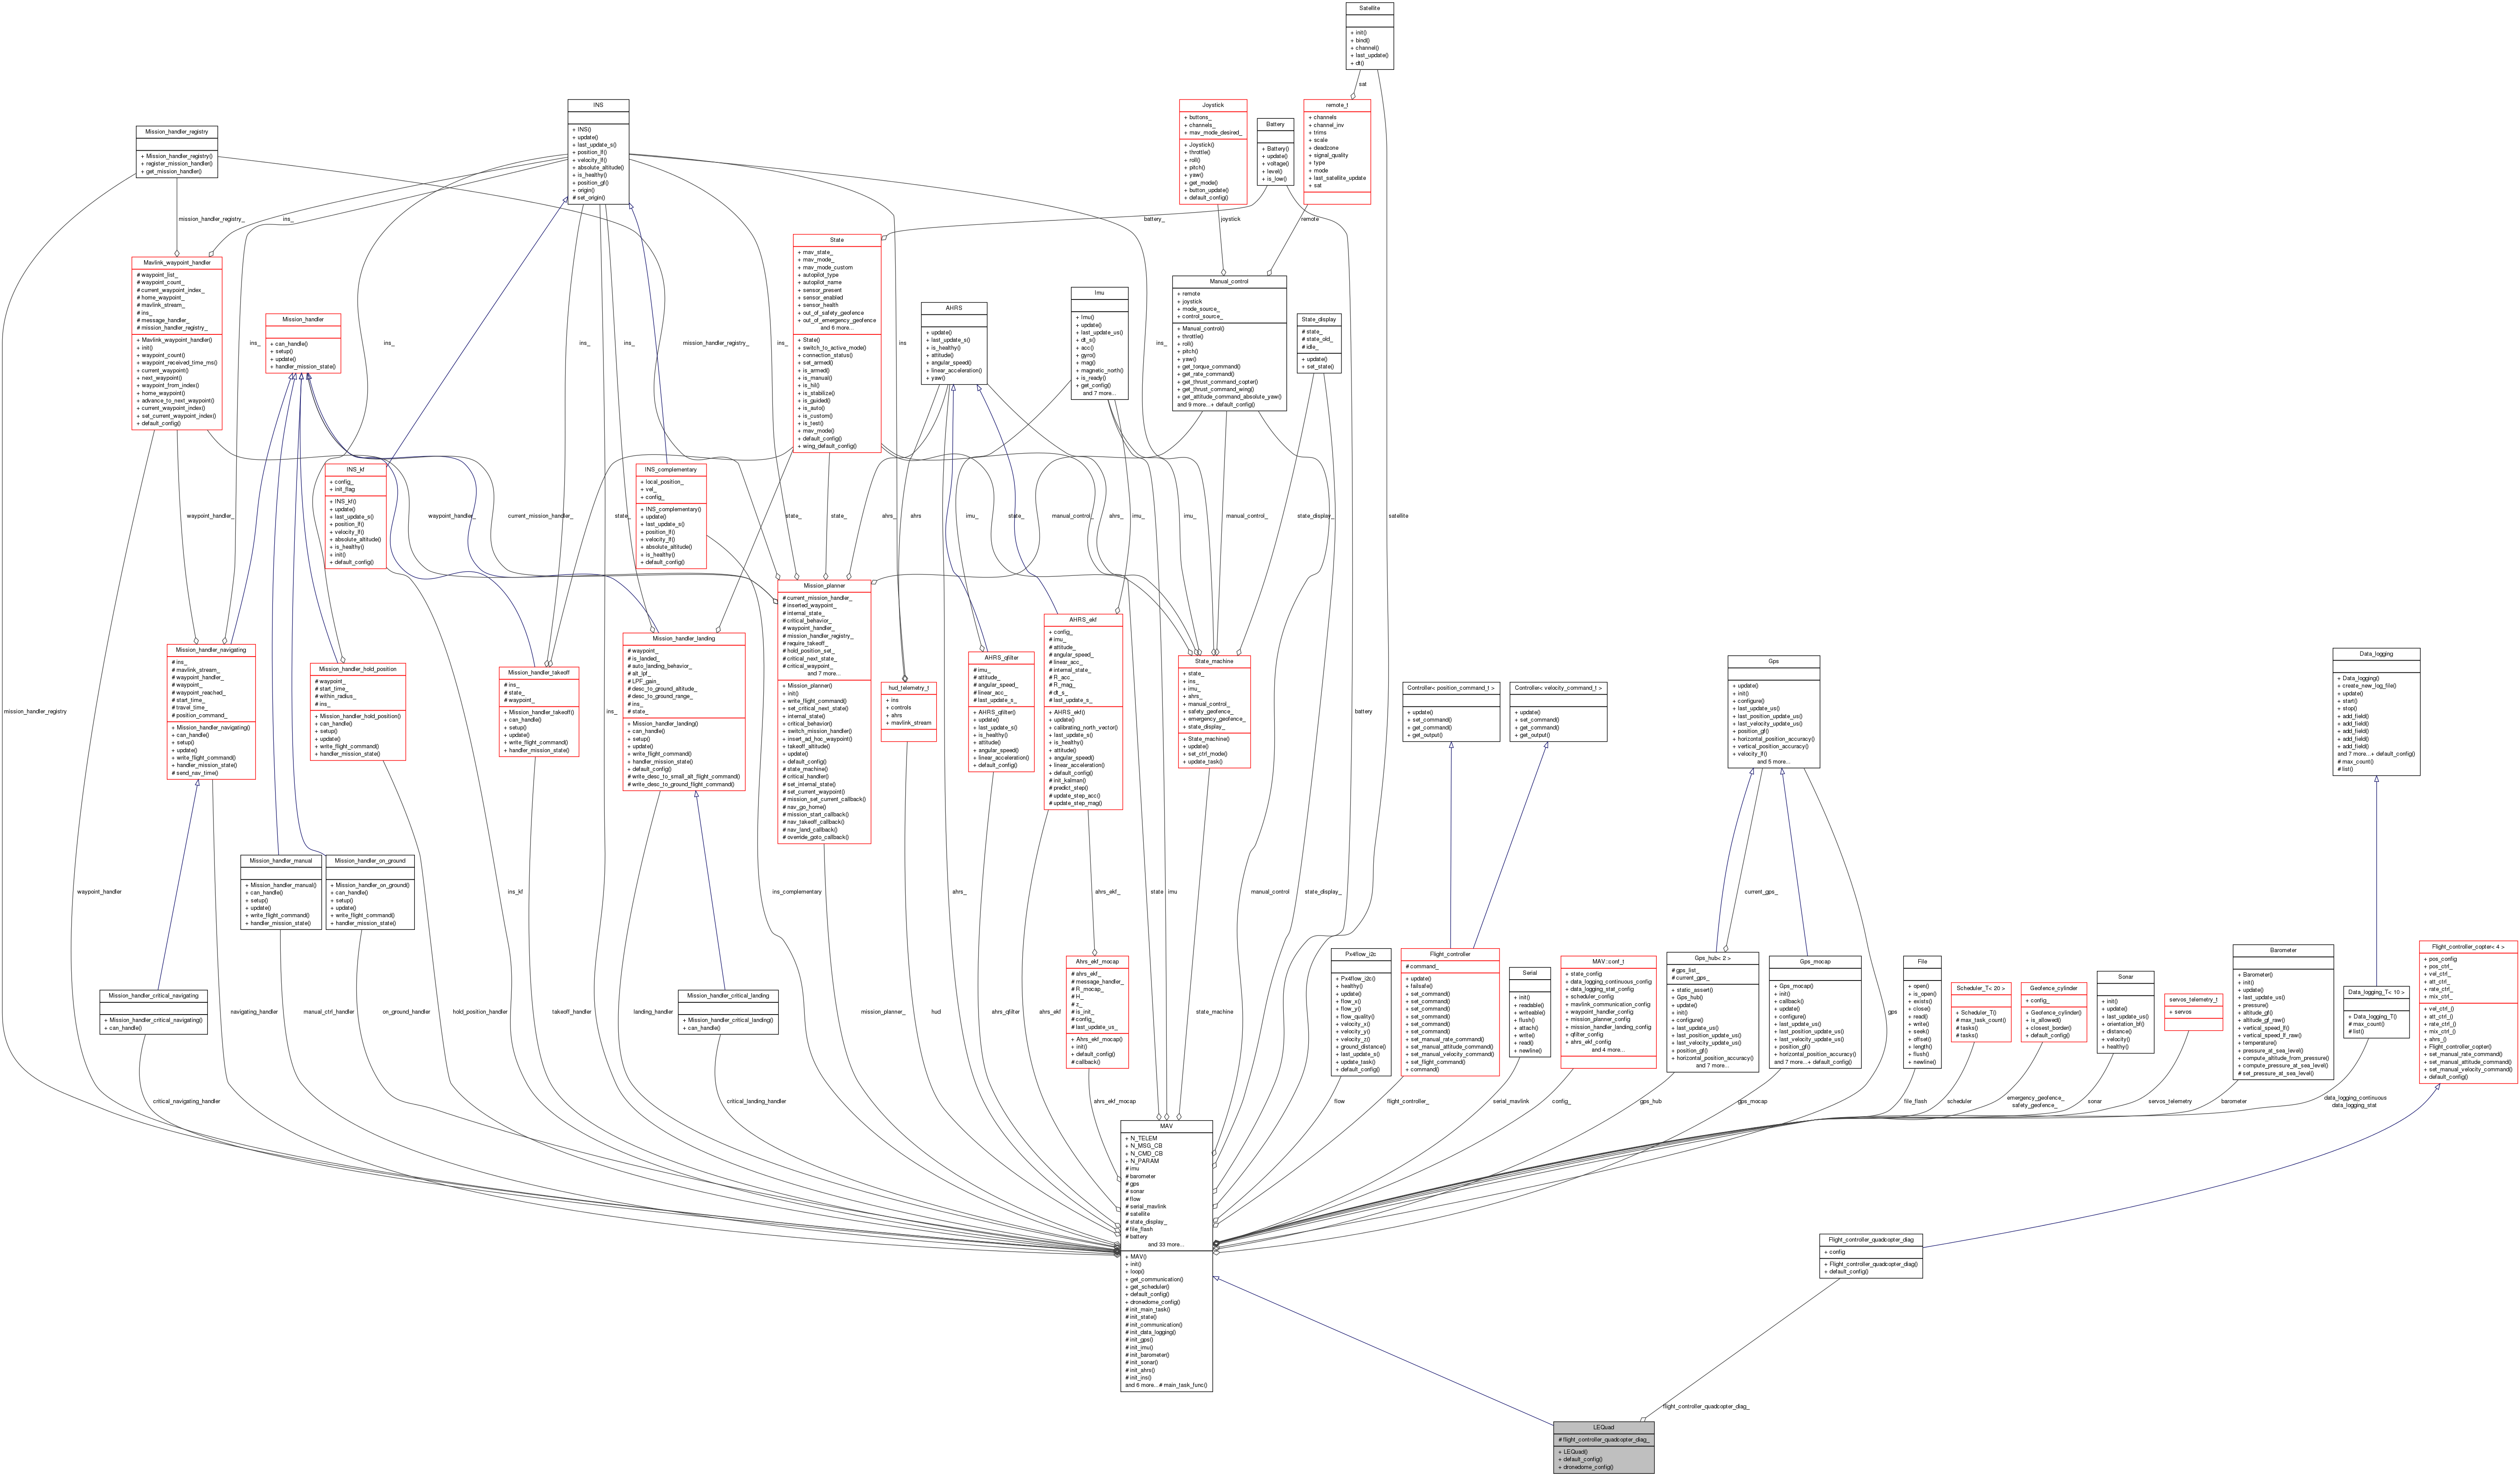 Satellite
+ init()
+ bind()
+ channel()
+ last_update()
+ dt()
sat
INS
+ INS()
+ update()
+ last_update_s()
+ position_lf()
+ velocity_lf()
+ absolute_altitude()
+ is_healthy()
+ position_gf()
+ origin()
# set_origin()
Joystick
+ buttons_
+ channels_
+ mav_mode_desired_
+ Joystick()
+ throttle()
+ roll()
+ pitch()
+ yaw()
+ get_mode()
+ button_update()
+ default_config()
remote_t
+ channels
+ channel_inv
+ trims
+ scale
+ deadzone
+ signal_quality
+ type
+ mode
+ last_satellite_update
+ sat
Battery
+ Battery()
+ update()
+ voltage()
+ level()
+ is_low()
Mission_handler_registry
+ Mission_handler_registry()
+ register_mission_handler()
+ get_mission_handler()
mission_handler_registry_
ins_
battery_
joystick
remote
State
+ mav_state_
+ mav_mode_
+ mav_mode_custom
+ autopilot_type
+ autopilot_name
+ sensor_present
+ sensor_enabled
+ sensor_health
+ out_of_safety_geofence
+ out_of_emergency_geofence
and 6 more...
+ State()
+ switch_to_active_mode()
+ connection_status()
+ set_armed()
+ is_armed()
+ is_manual()
+ is_hil()
+ is_stabilize()
+ is_guided()
+ is_auto()
+ is_custom()
+ is_test()
+ mav_mode()
+ default_config()
+ wing_default_config()
Mavlink_waypoint_handler
# waypoint_list_
# waypoint_count_
# current_waypoint_index_
# home_waypoint_
# mavlink_stream_
# ins_
# message_handler_
# mission_handler_registry_
+ Mavlink_waypoint_handler()
+ init()
+ waypoint_count()
+ waypoint_received_time_ms()
+ current_waypoint()
+ next_waypoint()
+ waypoint_from_index()
+ home_waypoint()
+ advance_to_next_waypoint()
+ current_waypoint_index()
+ set_current_waypoint_index()
+ default_config()
Mission_handler
+ can_handle()
+ setup()
+ update()
+ handler_mission_state()
AHRS
+ update()
+ last_update_s()
+ is_healthy()
+ attitude()
+ angular_speed()
+ linear_acceleration()
+ yaw()
Imu
+ Imu()
+ update()
+ last_update_us()
+ dt_s()
+ acc()
+ gyro()
+ mag()
+ magnetic_north()
+ is_ready()
+ get_config()
and 7 more...
Manual_control
+ remote
+ joystick
+ mode_source_
+ control_source_
+ Manual_control()
+ throttle()
+ roll()
+ pitch()
+ yaw()
+ get_torque_command()
+ get_rate_command()
+ get_thrust_command_copter()
+ get_thrust_command_wing()
+ get_attitude_command_absolute_yaw()
and 9 more...+ default_config()
State_display
# state_
# state_old_
# idle_
+ update()
+ set_state()
ins_
ins_
ins_
ins_
mission_handler_registry_
ins_
ins
ins_
INS_kf
+ config_
+ init_flag
+ INS_kf()
+ update()
+ last_update_s()
+ position_lf()
+ velocity_lf()
+ absolute_altitude()
+ is_healthy()
+ init()
+ default_config()
INS_complementary
+ local_position_
+ vel_
+ config_
+ INS_complementary()
+ update()
+ last_update_s()
+ position_lf()
+ velocity_lf()
+ absolute_altitude()
+ is_healthy()
+ default_config()
waypoint_handler_
waypoint_handler_
current_mission_handler_
state_
state_
state_
ahrs_
ahrs
imu_
state_
manual_control_
ahrs_
imu_
imu_
manual_control_
state_display_
satellite
Mission_planner
# current_mission_handler_
# inserted_waypoint_
# internal_state_
# critical_behavior_
# waypoint_handler_
# mission_handler_registry_
# require_takeoff_
# hold_position_set_
# critical_next_state_
# critical_waypoint_
and 7 more...
+ Mission_planner()
+ init()
+ write_flight_command()
+ set_critical_next_state()
+ internal_state()
+ critical_behavior()
+ switch_mission_handler()
+ insert_ad_hoc_waypoint()
+ takeoff_altitude()
+ update()
+ default_config()
# state_machine()
# critical_handler()
# set_internal_state()
# set_current_waypoint()
# mission_set_current_callback()
# nav_go_home()
# mission_start_callback()
# nav_takeoff_callback()
# nav_land_callback()
# override_goto_callback()
Mission_handler_navigating
# ins_
# mavlink_stream_
# waypoint_handler_
# waypoint_
# waypoint_reached_
# start_time_
# travel_time_
# position_command_
+ Mission_handler_navigating()
+ can_handle()
+ setup()
+ update()
+ write_flight_command()
+ handler_mission_state()
# send_nav_time()
Mission_handler_hold_position
# waypoint_
# start_time_
# within_radius_
# ins_
+ Mission_handler_hold_position()
+ can_handle()
+ setup()
+ update()
+ write_flight_command()
+ handler_mission_state()
Mission_handler_takeoff
# ins_
# state_
# waypoint_
+ Mission_handler_takeoff()
+ can_handle()
+ setup()
+ update()
+ write_flight_command()
+ handler_mission_state()
Mission_handler_landing
# waypoint_
# is_landed_
# auto_landing_behavior_
# alt_lpf_
# LPF_gain_
# desc_to_ground_altitude_
# desc_to_ground_range_
# ins_
# state_
+ Mission_handler_landing()
+ can_handle()
+ setup()
+ update()
+ write_flight_command()
+ handler_mission_state()
+ default_config()
# write_desc_to_small_alt_flight_command()
# write_desc_to_ground_flight_command()
hud_telemetry_t
+ ins
+ controls
+ ahrs
+ mavlink_stream
AHRS_qfilter
# imu_
# attitude_
# angular_speed_
# linear_acc_
# last_update_s_
+ AHRS_qfilter()
+ update()
+ last_update_s()
+ is_healthy()
+ attitude()
+ angular_speed()
+ linear_acceleration()
+ default_config()
AHRS_ekf
+ config_
# imu_
# attitude_
# angular_speed_
# linear_acc_
# internal_state_
# R_acc_
# R_mag_
# dt_s_
# last_update_s_
+ AHRS_ekf()
+ update()
+ calibrating_north_vector()
+ last_update_s()
+ is_healthy()
+ attitude()
+ angular_speed()
+ linear_acceleration()
+ default_config()
# init_kalman()
# predict_step()
# update_step_acc()
# update_step_mag()
State_machine
+ state_
+ ins_
+ imu_
+ ahrs_
+ manual_control_
+ safety_geofence_
+ emergency_geofence_
+ state_display_
+ State_machine()
+ update()
+ set_ctrl_mode()
+ update_task()
Controller< position_command_t >
+ update()
+ set_command()
+ get_command()
+ get_output()
Controller< velocity_command_t >
+ update()
+ set_command()
+ get_command()
+ get_output()
Gps
+ update()
+ init()
+ configure()
+ last_update_us()
+ last_position_update_us()
+ last_velocity_update_us()
+ position_gf()
+ horizontal_position_accuracy()
+ vertical_position_accuracy()
+ velocity_lf()
and 5 more...
Data_logging
+ Data_logging()
+ create_new_log_file()
+ update()
+ start()
+ stop()
+ add_field()
+ add_field()
+ add_field()
+ add_field()
+ add_field()
and 7 more...+ default_config()
# max_count()
# list()
mission_handler_registry
ins_
battery
Mission_handler_manual
+ Mission_handler_manual()
+ can_handle()
+ setup()
+ update()
+ write_flight_command()
+ handler_mission_state()
Mission_handler_on_ground
+ Mission_handler_on_ground()
+ can_handle()
+ setup()
+ update()
+ write_flight_command()
+ handler_mission_state()
waypoint_handler
ins_kf
ins_complementary
ahrs_
ahrs_ekf_
state
imu
manual_control
state_display_
current_gps_
Mission_handler_critical_navigating
+ Mission_handler_critical_navigating()
+ can_handle()
Mission_handler_critical_landing
+ Mission_handler_critical_landing()
+ can_handle()
Ahrs_ekf_mocap
# ahrs_ekf_
# message_handler_
# R_mocap_
# H_
# z_
# is_init_
# config_
# last_update_us_
+ Ahrs_ekf_mocap()
+ init()
+ default_config()
# callback()
Px4flow_i2c
+ Px4flow_i2c()
+ healthy()
+ update()
+ flow_x()
+ flow_y()
+ flow_quality()
+ velocity_x()
+ velocity_y()
+ velocity_z()
+ ground_distance()
+ last_update_s()
+ update_task()
+ default_config()
Flight_controller
# command_
+ update()
+ failsafe()
+ set_command()
+ set_command()
+ set_command()
+ set_command()
+ set_command()
+ set_command()
+ set_manual_rate_command()
+ set_manual_attitude_command()
+ set_manual_velocity_command()
+ set_flight_command()
+ command()
Serial
+ init()
+ readable()
+ writeable()
+ flush()
+ attach()
+ write()
+ read()
+ newline()
MAV::conf_t
+ state_config
+ data_logging_continuous_config
+ data_logging_stat_config
+ scheduler_config
+ mavlink_communication_config
+ waypoint_handler_config
+ mission_planner_config
+ mission_handler_landing_config
+ qfilter_config
+ ahrs_ekf_config
and 4 more...
Gps_hub< 2 >
# gps_list_
# current_gps_
+ static_assert()
+ Gps_hub()
+ update()
+ init()
+ configure()
+ last_update_us()
+ last_position_update_us()
+ last_velocity_update_us()
+ position_gf()
+ horizontal_position_accuracy()
and 7 more...
Gps_mocap
+ Gps_mocap()
+ init()
+ callback()
+ update()
+ configure()
+ last_update_us()
+ last_position_update_us()
+ last_velocity_update_us()
+ position_gf()
+ horizontal_position_accuracy()
and 7 more...+ default_config()
File
+ open()
+ is_open()
+ exists()
+ close()
+ read()
+ write()
+ seek()
+ offset()
+ length()
+ flush()
+ newline()
Scheduler_T< 20 >
+ Scheduler_T()
# max_task_count()
# tasks()
# tasks()
Geofence_cylinder
+ config_
+ Geofence_cylinder()
+ is_allowed()
+ closest_border()
+ default_config()
Sonar
+ init()
+ update()
+ last_update_us()
+ orientation_bf()
+ distance()
+ velocity()
+ healthy()
servos_telemetry_t
+ servos
Barometer
+ Barometer()
+ init()
+ update()
+ last_update_us()
+ pressure()
+ altitude_gf()
+ altitude_gf_raw()
+ vertical_speed_lf()
+ vertical_speed_lf_raw()
+ temperature()
+ pressure_at_sea_level()
+ compute_altitude_from_pressure()
+ compute_pressure_at_sea_level()
# set_pressure_at_sea_level()
Data_logging_T< 10 >
+ Data_logging_T()
# max_count()
# list()
Flight_controller_copter< 4 >
+ pos_config
+ pos_ctrl_
+ vel_ctrl_
+ att_ctrl_
+ rate_ctrl_
+ mix_ctrl_
+ vel_ctrl_()
+ att_ctrl_()
+ rate_ctrl_()
+ mix_ctrl_()
+ ahrs_()
+ Flight_controller_copter()
+ set_manual_rate_command()
+ set_manual_attitude_command()
+ set_manual_velocity_command()
+ default_config()
navigating_handler
manual_ctrl_handler
on_ground_handler
hold_position_handler
takeoff_handler
landing_handler
mission_planner_
hud
ahrs_qfilter
ahrs_ekf
state_machine
gps
critical_navigating_handler
critical_landing_handler
ahrs_ekf_mocap
flow
flight_controller_
serial_mavlink
config_
gps_hub
gps_mocap
file_flash
scheduler
emergency_geofence_
safety_geofence_
sonar
servos_telemetry
barometer
data_logging_continuous
data_logging_stat
MAV
+ N_TELEM
+ N_MSG_CB
+ N_CMD_CB
+ N_PARAM
# imu
# barometer
# gps
# sonar
# flow
# serial_mavlink
# satellite
# state_display_
# file_flash
# battery
and 33 more...
+ MAV()
+ init()
+ loop()
+ get_communication()
+ get_scheduler()
+ default_config()
+ dronedome_config()
# init_main_task()
# init_state()
# init_communication()
# init_data_logging()
# init_gps()
# init_imu()
# init_barometer()
# init_sonar()
# init_ahrs()
# init_ins()
and 6 more...# main_task_func()
Flight_controller_quadcopter_diag
+ config
+ Flight_controller_quadcopter_diag()
+ default_config()
flight_controller_quadcopter_diag_
LEQuad
# flight_controller_quadcopter_diag_
+ LEQuad()
+ default_config()
+ dronedome_config()